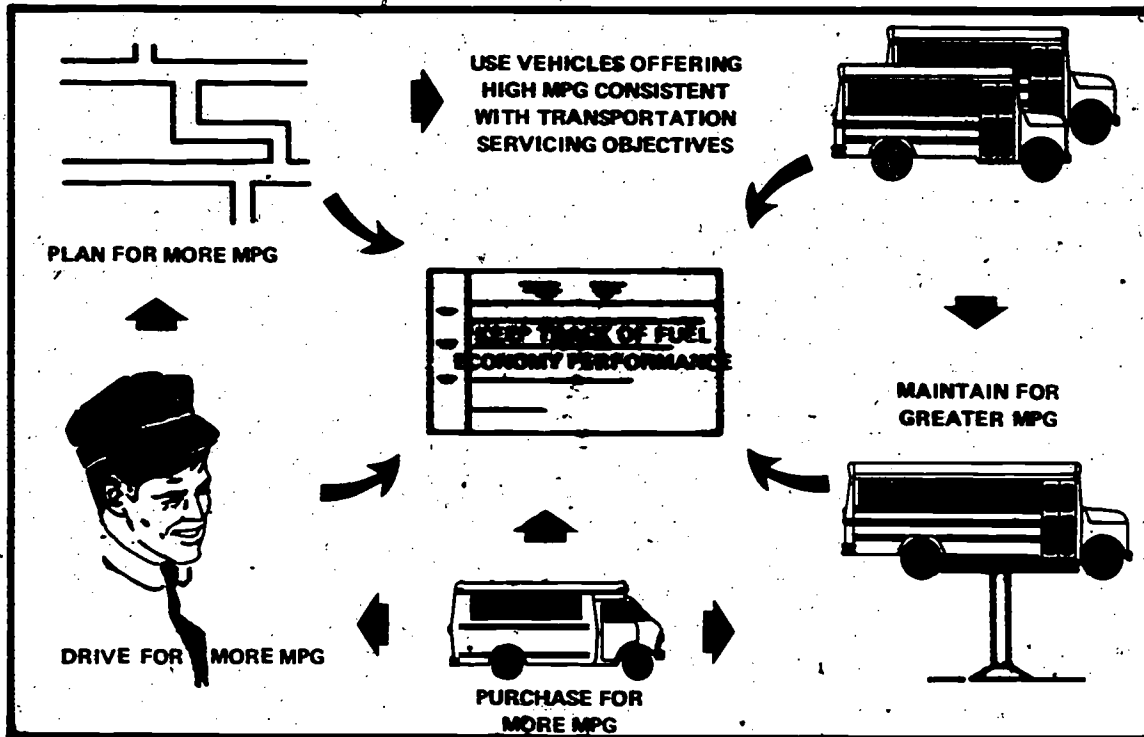 USE VEHICLES OFFERING
HIGH MPG CONSISTENT
WITH TRANSPORTATION
SERVICING OBJECTIVES
PLAN FOR MORE MPG
KEEP TRACK OF FUEL
ECONOMY PERFORMANCE
MAINTAIN FOR
GREATER MPG
DRIVE FOR MORE MPG
PURCHASE FOR
MORE MPG